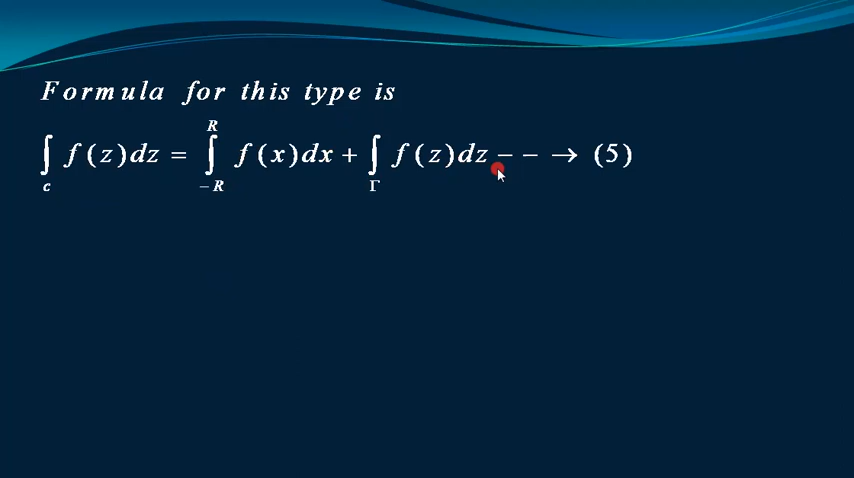 Formula for this type is
∫_c f(z)dz = ∫_{-R}^{R} f(x)dx + ∫_Γ f(z)dz – – → (5)